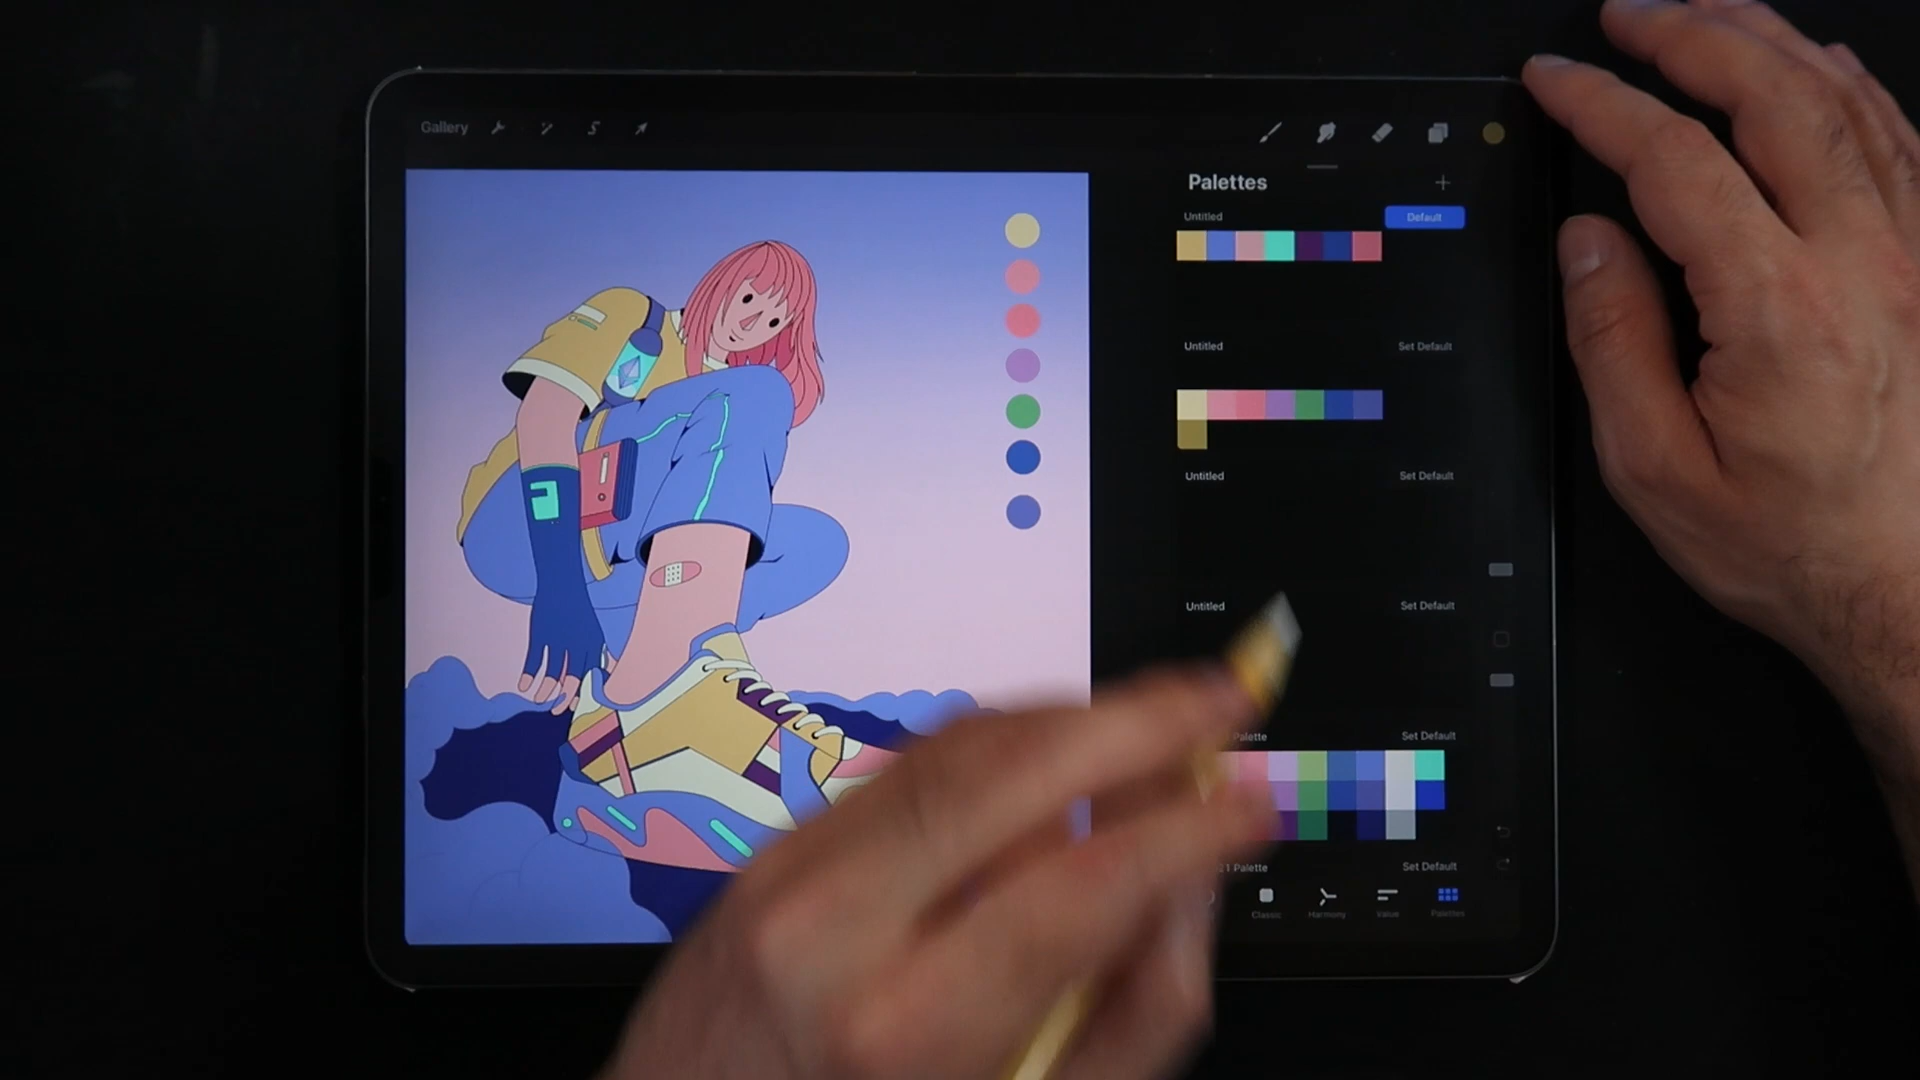 Gallery
Palettes
Untitled
Default
Untitled
Set Default
Untitled
Set Default
Untitled
Set Default
Palette
Set Default
1 Palette
Set Default
Classic
Harmony
Value
Palettes